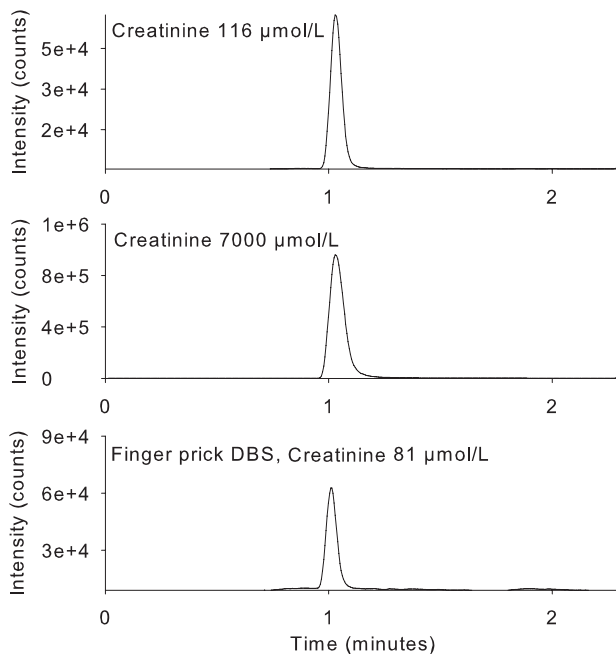 Creatinine 116 µmol/L
Intensity (counts)
5e+4
3e+4
2e+4
0
1
2
Creatinine 7000 µmol/L
Intensity (counts)
1e+6
8e+5
4e+5
0
0
1
2
Finger prick DBS, Creatinine 81 µmol/L
Intensity (counts)
9e+4
6e+4
3e+4
0
1
2
Time (minutes)